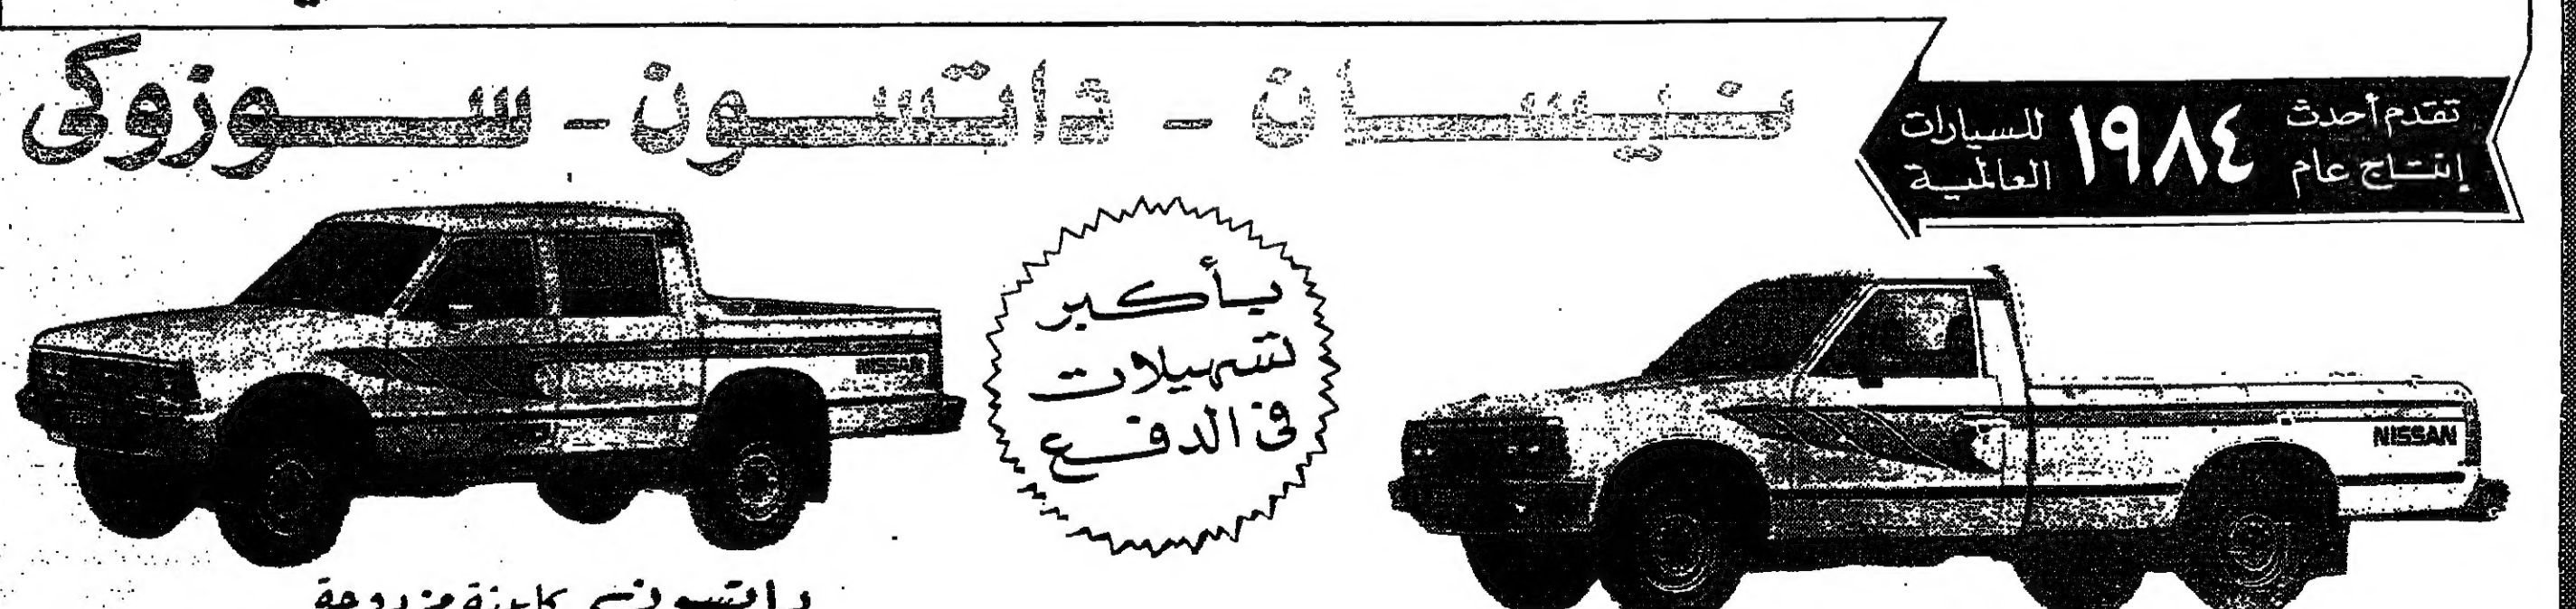 تقدم أحدث
إنتاج عام
١٩٨٤
للسيارات
العالمية
نيسان - داتسون - سوزوكى
بأكبر
تسهيلات
فى الدفع
NISSAN
NISSAN
داتسون كابينة مزدوجة